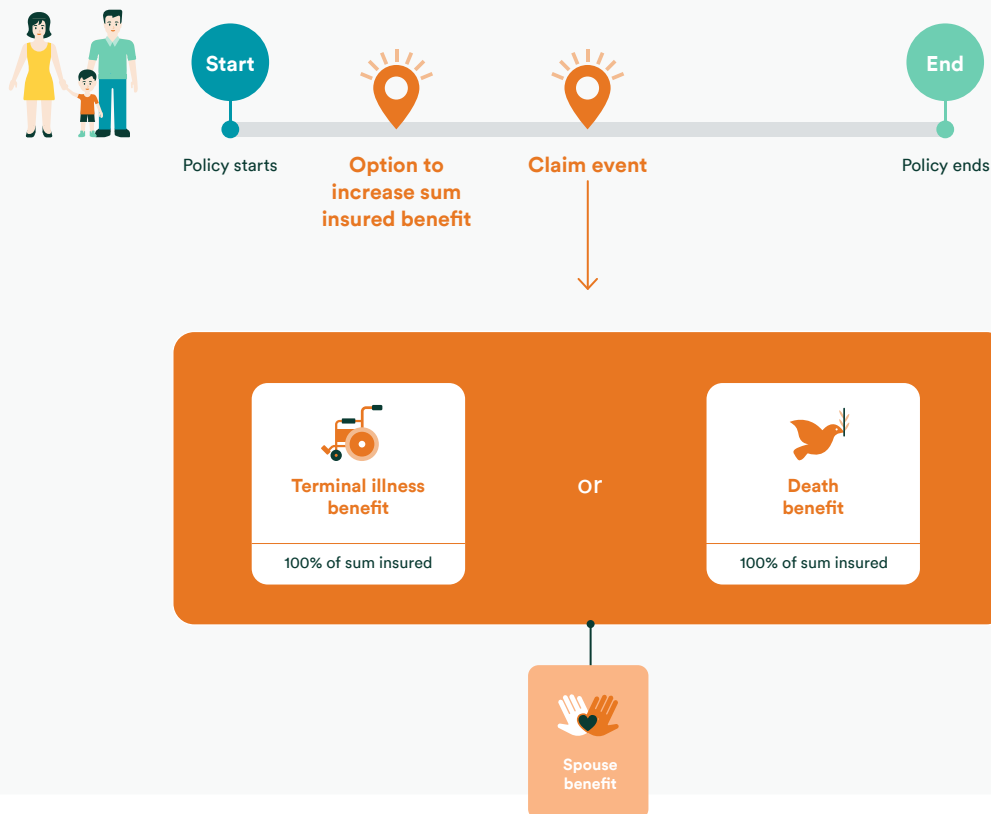 Start
End
Policy starts
Option to
increase sum
insured benefit
Claim event
Policy ends
Terminal illness
benefit
100% of sum insured
or
Death
benefit
100% of sum insured
Spouse
benefit